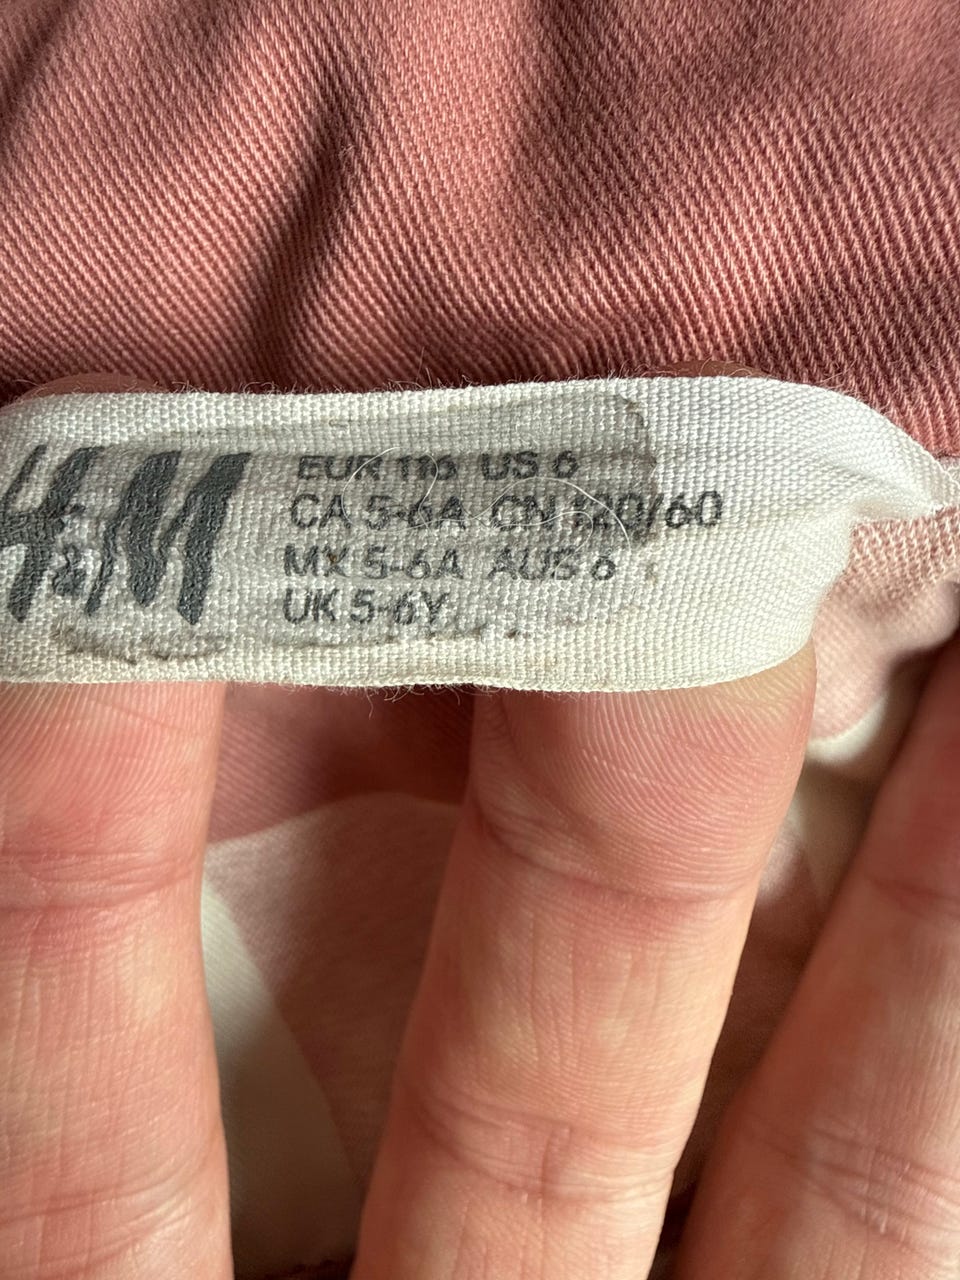 H&M
EUR 116 US 6
CA 5-6A CN 120/60
MX 5-6A AUS 6
UK 5-6Y